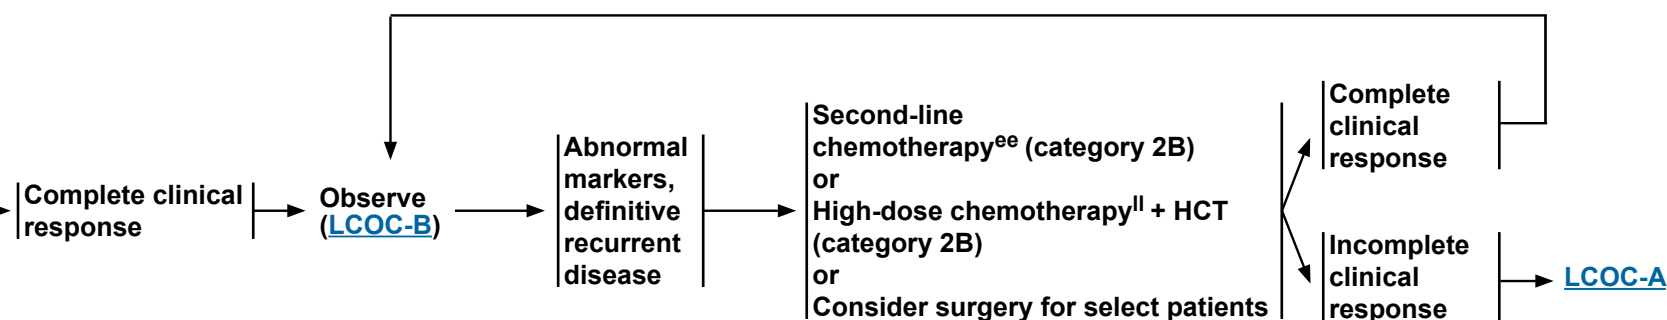 Complete clinical
response
Observe
(LCOC-B)
Abnormal
markers,
definitive
recurrent
disease
Second-line
chemotherapyee (category 2B)
or
High-dose chemotherapyll + HCT
(category 2B)
or
Consider surgery for select patients
Complete
clinical
response
Incomplete
clinical
response
LCOC-A